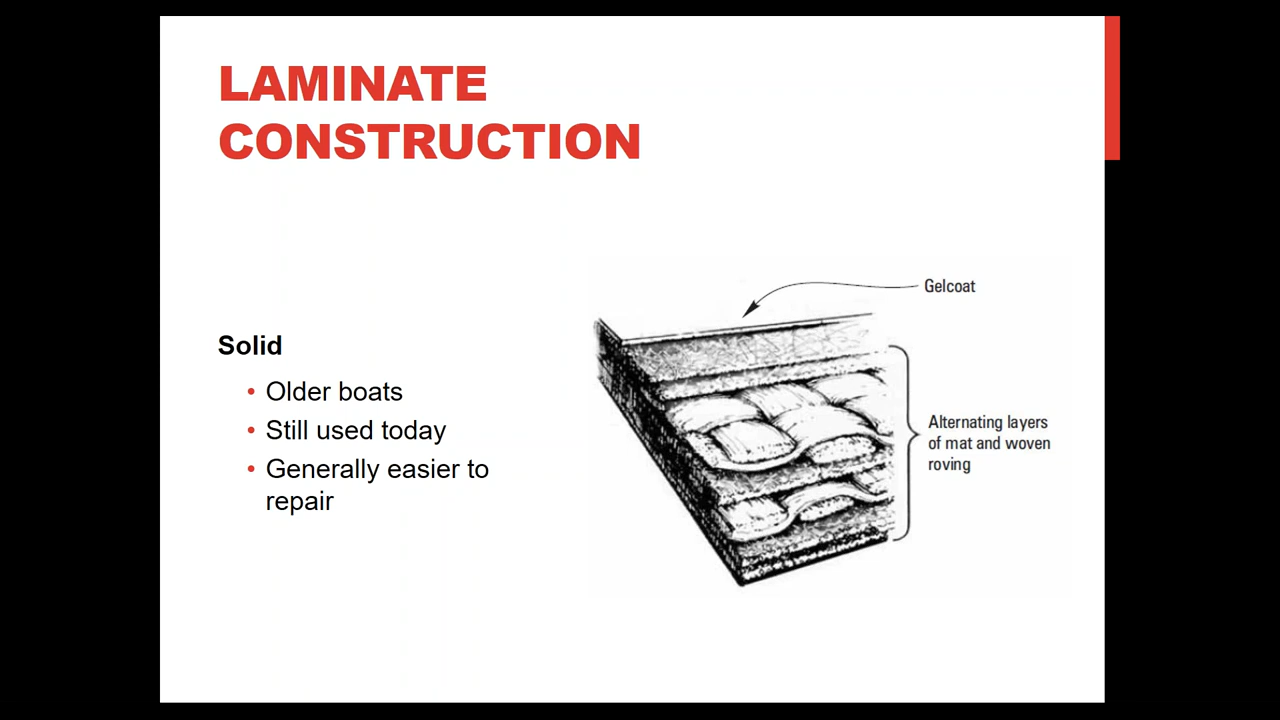 LAMINATE
CONSTRUCTION
Solid
• Older boats
• Still used today
• Generally easier to
repair
Gelcoat
Alternating layers
of mat and woven
roving